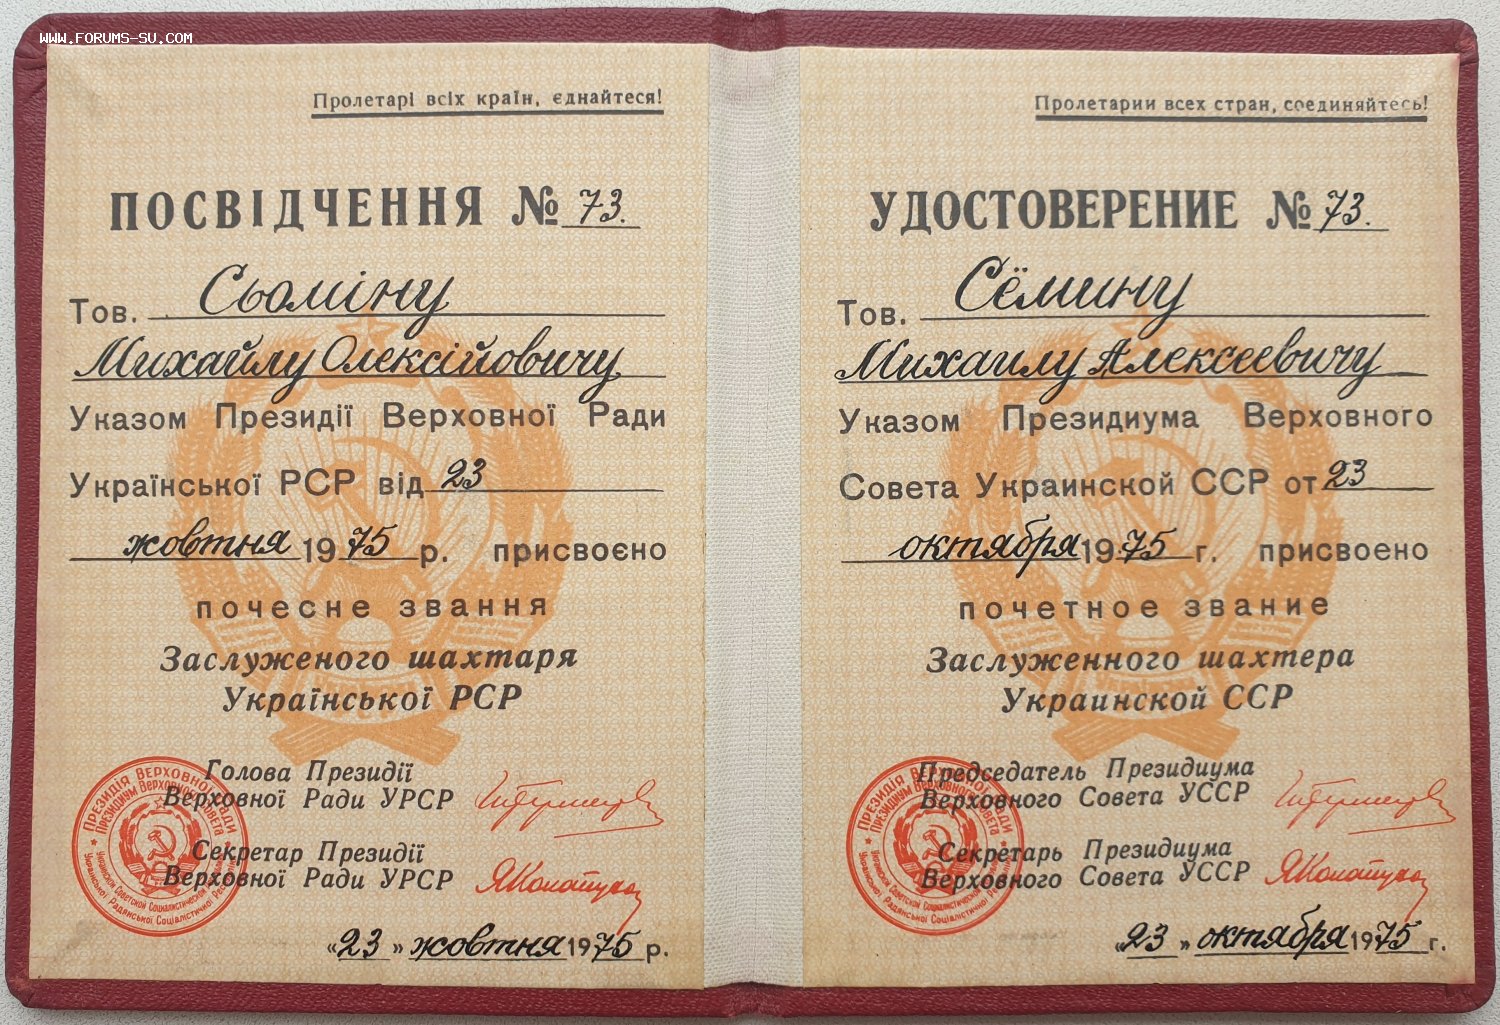 WWW.FORUMS-SU.COM
Пролетарі всіх країн, єднайтеся!
ПОСВІДЧЕННЯ № 73.
Тов. Сьоміну
Михайлу Олексійовичу
Указом Президії Верховної Ради
Української РСР від 23
жовтня 1975 р. присвоєно
почесне звання
Заслуженого шахтаря
Української РСР
Голова Президії
Верховної Ради УРСР
Секретар Президії
Верховної Ради УРСР
«23» жовтня 1975 р.
Пролетарии всех стран, соединяйтесь!
УДОСТОВЕРЕНИЕ № 73.
Тов. Сёмину
Михаилу Алексеевичу
Указом Президиума Верховного
Совета Украинской ССР от 23
октября 1975 г. присвоено
почетное звание
Заслуженного шахтера
Украинской ССР
Председатель Президиума
Верховного Совета УССР
Секретарь Президиума
Верховного Совета УССР
«23» октября 1975 г.